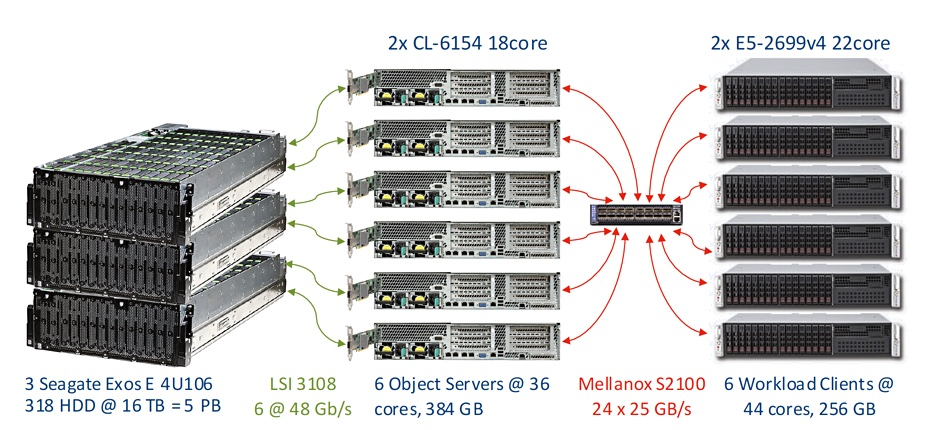 2x CL-6154 18core
2x E5-2699v4 22core
3 Seagate Exos E 4U106
318 HDD @ 16 TB = 5 PB
LSI 3108
6 @ 48 Gb/s
6 Object Servers @ 36
cores, 384 GB
Mellanox S2100
24 x 25 GB/s
6 Workload Clients @
44 cores, 256 GB